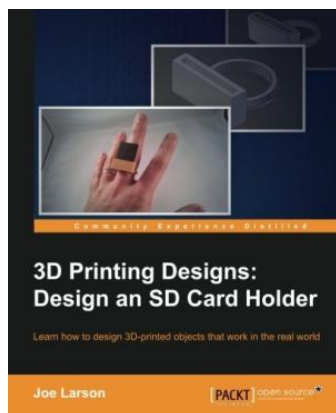 Community Experience Distilled
3D Printing Designs:
Design an SD Card Holder
Learn how to design 3D-printed objects that work in the real world
Joe Larson
[PACKT] open source*